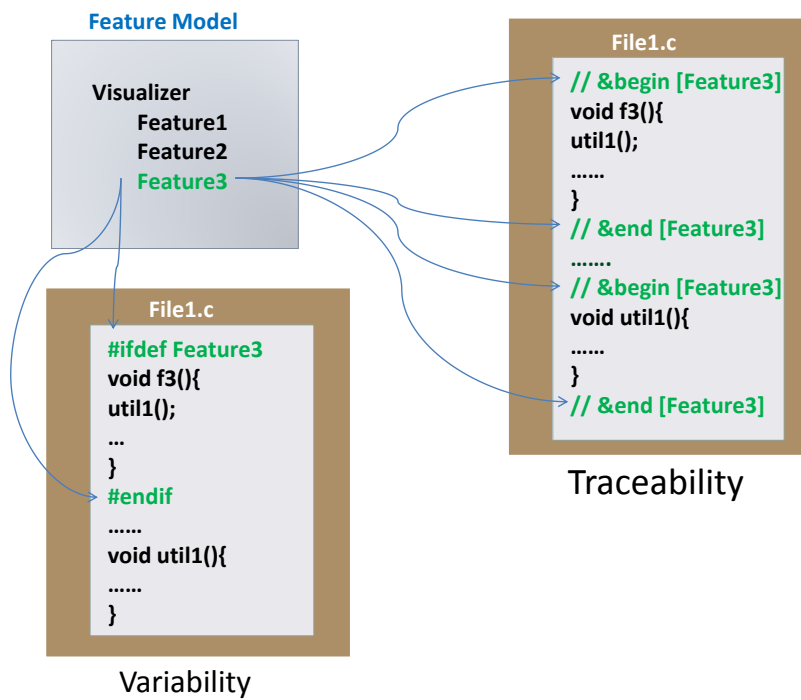 Feature Model
Visualizer
Feature1
Feature2
Feature3
File1.c
#ifdef Feature3
void f3(){
util1();
…
}
#endif
……
void util1(){
……
}
Variability
File1.c
// &begin [Feature3]
void f3(){
util1();
……
}
// &end [Feature3]
…….
// &begin [Feature3]
void util1(){
……
}
// &end [Feature3]
Traceability